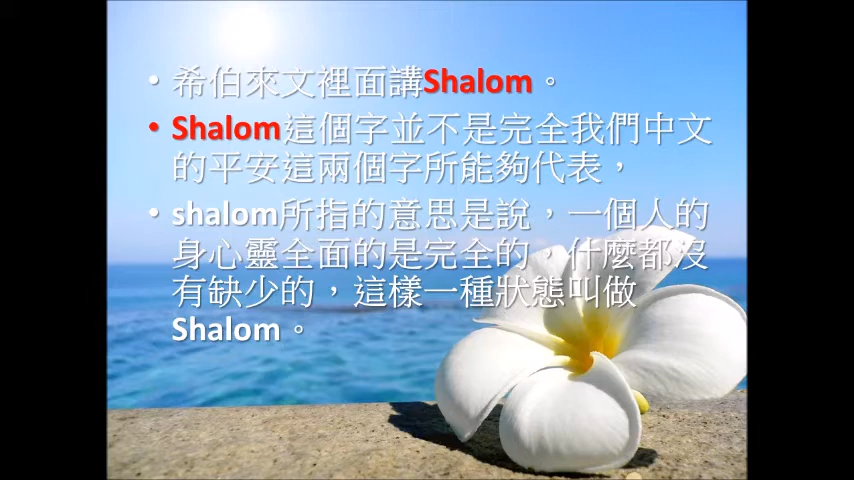 • 希伯來文裡面講Shalom。
• Shalom這個字並不是完全我們中文
的平安這兩個字所能夠代表，
• shalom所指的意思是說，一個人的
身心靈全面的是完全的，什麼都沒
有缺少的，這樣一種狀態叫做
Shalom。